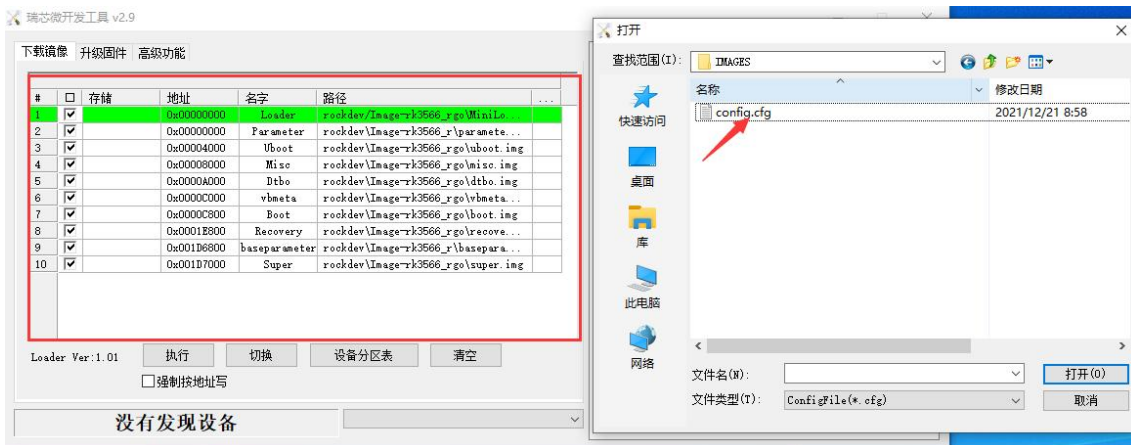 瑞芯微开发工具 v2.9
下载镜像 升级固件 高级功能
# 存储 地址 名字 路径 ...
1 0x00000000 Loader rockdev/Image-rk3566_rgo\MiniLo...
2 0x00000000 Parameter rockdev\Image-rk3566_r\paramete...
3 0x00004000 Uboot rockdev\Image-rk3566_rgo\uboot.img
4 0x00008000 Misc rockdev\Image-rk3566_rgo\misc.img
5 0x0000A000 Dtbo rockdev\Image-rk3566_rgo\dtbo.img
6 0x0000C000 vbmeta rockdev\Image-rk3566_rgo\vbmeta...
7 0x0000C800 Boot rockdev\Image-rk3566_rgo\boot.img
8 0x0001E800 Recovery rockdev\Image-rk3566_rgo\recove...
9 0x001D6800 baseparameter rockdev\Image-rk3566_r\basepara...
10 0x001D7000 Super rockdev\Image-rk3566_rgo\super.img
Loader Ver:1.01 执行 切换 设备分区表 清空
强制按地址写
没有发现设备
打开
查找范围(I): IMAGES
名称 修改日期
config.cfg 2021/12/21 8:58
快速访问
桌面
库
此电脑
网络
文件名(N): 打开(O)
文件类型(T): ConfigFile(*.cfg) 取消